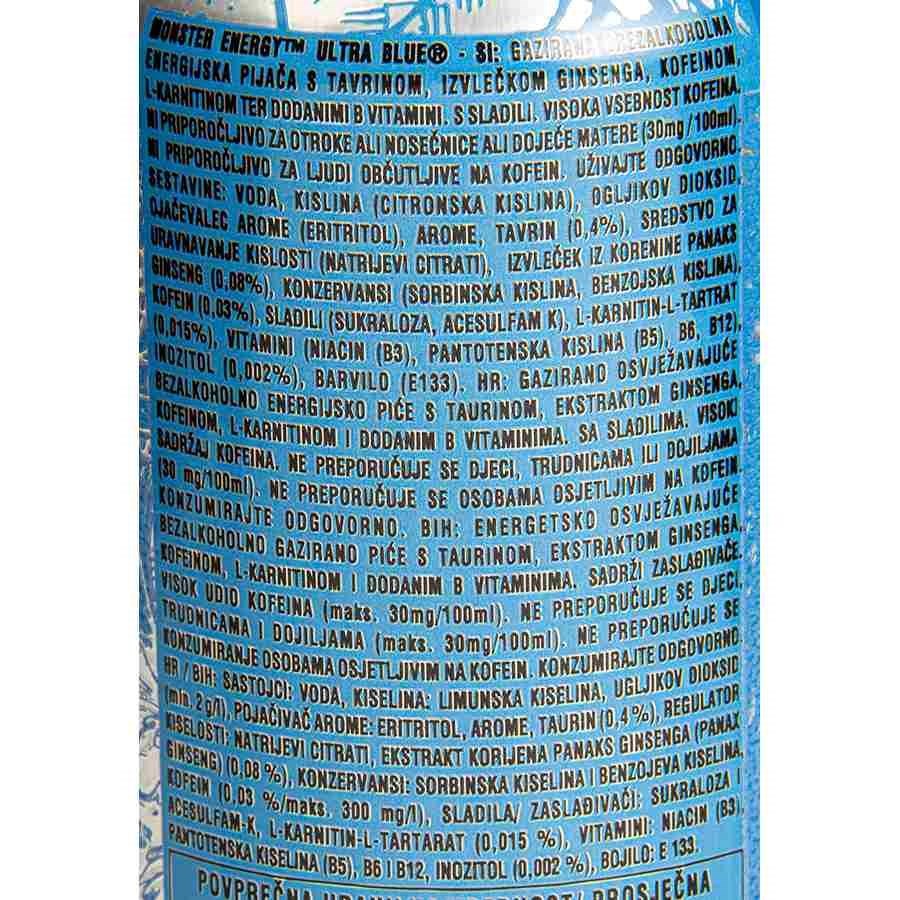 MONSTER ENERGY™ ULTRA BLUE® - SI: GAZIRANA BREZALKOHOLNA
ENERGIJSKA PIJAČA S TAVRINOM, IZVLEČKOM GINSENGA, KOFEINOM,
L-KARNITINOM TER DODANIMI B VITAMINI. S SLADILI. VISOKA VSEBNOST KOFEINA.
NI PRIPOROČLJIVO ZA OTROKE ALI NOSEČNICE ALI DOJEČE MATERE (30mg/100ml).
NI PRIPOROČLJIVO ZA LJUDI OBČUTLJIVE NA KOFEIN. UŽIVAJTE ODGOVORNO.
SESTAVINE: VODA, KISLINA (CITRONSKA KISLINA), OGLJIKOV DIOKSID,
OJAČEVALEC AROME (ERITRITOL), AROME, TAVRIN (0,4%), SREDSTVO ZA
URAVNAVANJE KISLOSTI (NATRIJEVI CITRATI), IZVLEČEK IZ KORENINE PANAKS
GINSENG (0,08%), KONZERVANSI (SORBINSKA KISLINA, BENZOJSKA KISLINA),
KOFEIN (0,03%), SLADILI (SUKRALOZA, ACESULFAM K), L-KARNITIN-L-TARTRAT
(0,015%), VITAMINI (NIACIN (B3), PANTOTENSKA KISLINA (B5), B6, B12),
INOZITOL (0,002%), BARVILO (E133). HR: GAZIRANO OSVJEŽAVAJUĆE
BEZALKOHOLNO ENERGIJSKO PIĆE S TAURINOM, EKSTRAKTOM GINSENGA,
KOFEINOM, L-KARNITINOM I DODANIM B VITAMINIMA. SA SLADILIMA. VISOKI
SADRŽAJ KOFEINA. NE PREPORUČUJE SE DJECI, TRUDNICAMA ILI DOJILJAMA
(30 mg/100ml). NE PREPORUČUJE SE OSOBAMA OSJETLJIVIM NA KOFEIN.
KONZUMIRAJTE ODGOVORNO. BIH: ENERGETSKO OSVJEŽAVAJUĆE
BEZALKOHOLNO GAZIRANO PIĆE S TAURINOM, EKSTRAKTOM GINSENGA,
KOFEINOM, L-KARNITINOM I DODANIM B VITAMINIMA. SADRŽI ZASLAĐIVAČE.
VISOK UDIO KOFEINA (maks. 30mg/100ml). NE PREPORUČUJE SE DJECI,
TRUDNICAMA I DOJILJAMA (maks. 30mg/100ml). NE PREPORUČUJE SE
KONZUMIRANJE OSOBAMA OSJETLJIVIM NA KOFEIN. KONZUMIRAJTE ODGOVORNO
HR / BIH: SASTOJCI: VODA, KISELINA: LIMUNSKA KISELINA, UGLJIKOV DIOKSID
(min. 2 g/l), POJAČIVAČ AROME: ERITRITOL, AROME, TAURIN (0,4 %), REGULATOR
KISELOSTI: NATRIJEVI CITRATI, EKSTRAKT KORIJENA PANAKS GINSENGA (PANAX
GINSENG) (0,08 %), KONZERVANSI: SORBINSKA KISELINA I BENZOJEVA KISELINA,
KOFEIN (0,03 %/maks. 300 mg/l), SLADILA/ ZASLAĐIVAČI: SUKRALOZA I
ACESULFAM-K, L-KARNITIN-L-TARTARAT (0,015 %), VITAMINI: NIACIN (B3),
PANTOTENSKA KISELINA (B5), B6 I B12, INOZITOL (0,002 %), BOJILO: E 133.
POVPREČNA PROSJEČNA